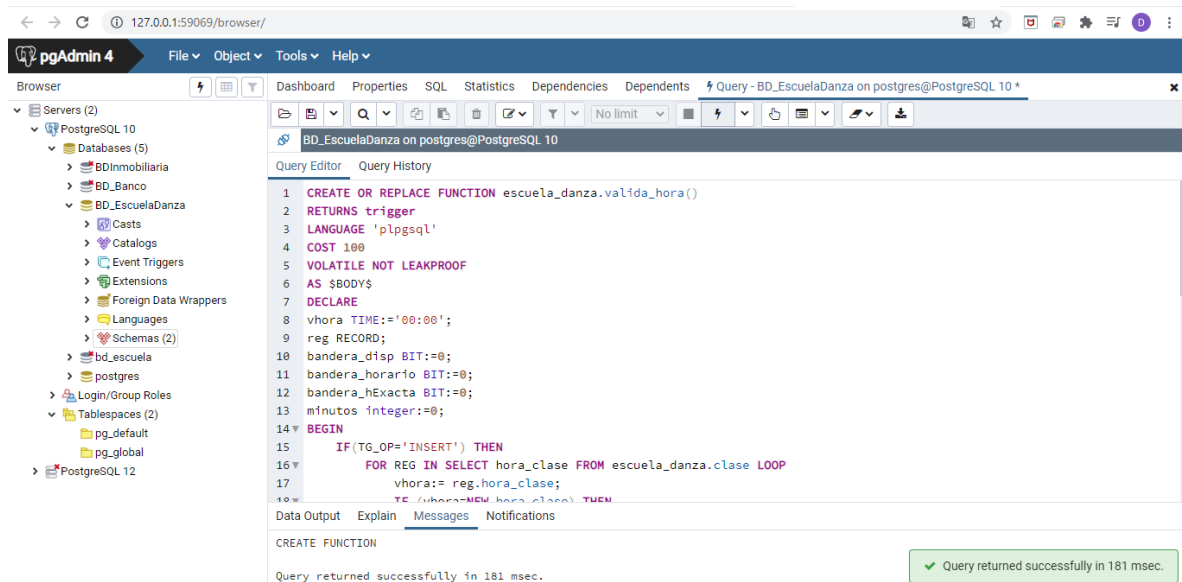 127.0.0.1:59069/browser/
D
pgAdmin 4 File Object Tools Help
Browser
Dashboard Properties SQL Statistics Dependencies Dependents Query - BD_EscuelaDanza on postgres@PostgreSQL 10 *
Servers (2)
PostgreSQL 10
Databases (5)
BDInmobiliaria
BD_Banco
BD_EscuelaDanza
Casts
Catalogs
Event Triggers
Extensions
Foreign Data Wrappers
Languages
Schemas (2)
bd_escuela
postgres
Login/Group Roles
Tablespaces (2)
pg_default
pg_global
PostgreSQL 12
No limit
BD_EscuelaDanza on postgres@PostgreSQL 10
Query Editor Query History
1 CREATE OR REPLACE FUNCTION escuela_danza.valida_hora()
2 RETURNS trigger
3 LANGUAGE 'plpgsql'
4 COST 100
5 VOLATILE NOT LEAKPROOF
6 AS $BODY$
7 DECLARE
8 vhora TIME:='00:00';
9 reg RECORD;
10 bandera_disp BIT:=0;
11 bandera_horario BIT:=0;
12 bandera_hExacta BIT:=0;
13 minutos integer:=0;
14 BEGIN
15 IF(TG_OP='INSERT') THEN
16 FOR REG IN SELECT hora_clase FROM escuela_danza.clase LOOP
17 vhora:= reg.hora_clase;
18 IF (vhora=NEW.hora_clase) THEN
Data Output Explain Messages Notifications
CREATE FUNCTION
Query returned successfully in 181 msec.
Query returned successfully in 181 msec.